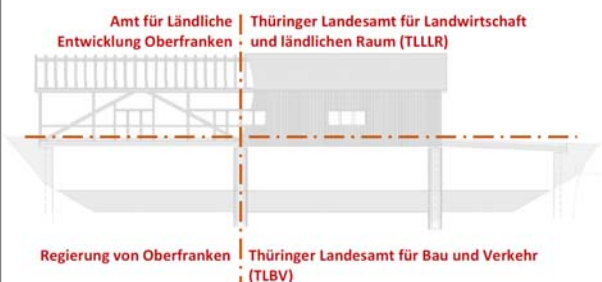 Amt für Ländliche
Entwicklung Oberfranken
Thüringer Landesamt für Landwirtschaft
und ländlichen Raum (TLLLR)
Regierung von Oberfranken
Thüringer Landesamt für Bau und Verkehr
(TLBV)